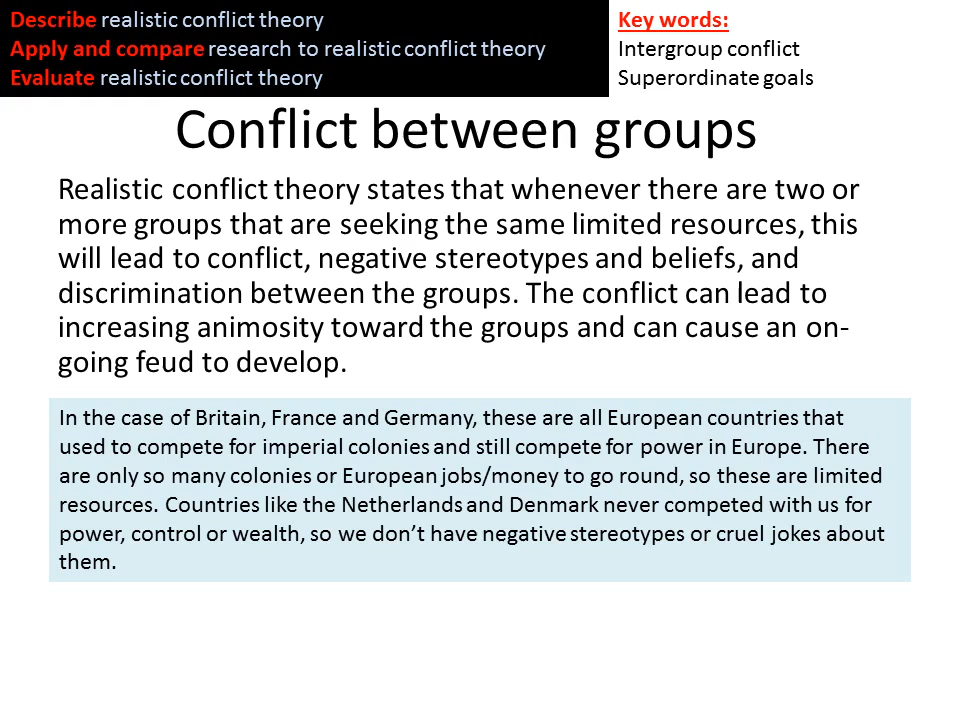 Describe realistic conflict theory
Apply and compare research to realistic conflict theory
Evaluate realistic conflict theory
Key words:
Intergroup conflict
Superordinate goals
Conflict between groups
Realistic conflict theory states that whenever there are two or
more groups that are seeking the same limited resources, this
will lead to conflict, negative stereotypes and beliefs, and
discrimination between the groups. The conflict can lead to
increasing animosity toward the groups and can cause an on-
going feud to develop.
In the case of Britain, France and Germany, these are all European countries that
used to compete for imperial colonies and still compete for power in Europe. There
are only so many colonies or European jobs/money to go round, so these are limited
resources. Countries like the Netherlands and Denmark never competed with us for
power, control or wealth, so we don’t have negative stereotypes or cruel jokes about
them.